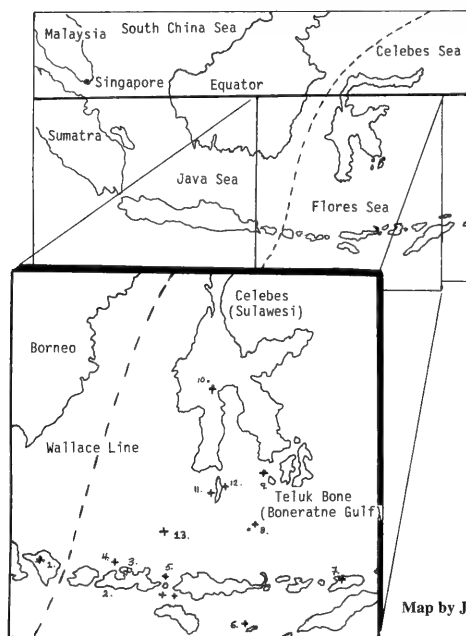 Malaysia
South China Sea
Celebes Sea
Singapore
Equator
Sumatra
Java Sea
Flores Sea
Celebes
(Sulawesi)
Borneo
10.
Wallace Line
11.
12.
9.
Teluk Bone
(Boneratne Gulf)
8.
13.
1.
14.
3.
5.
7.
2.
6.
Map by J